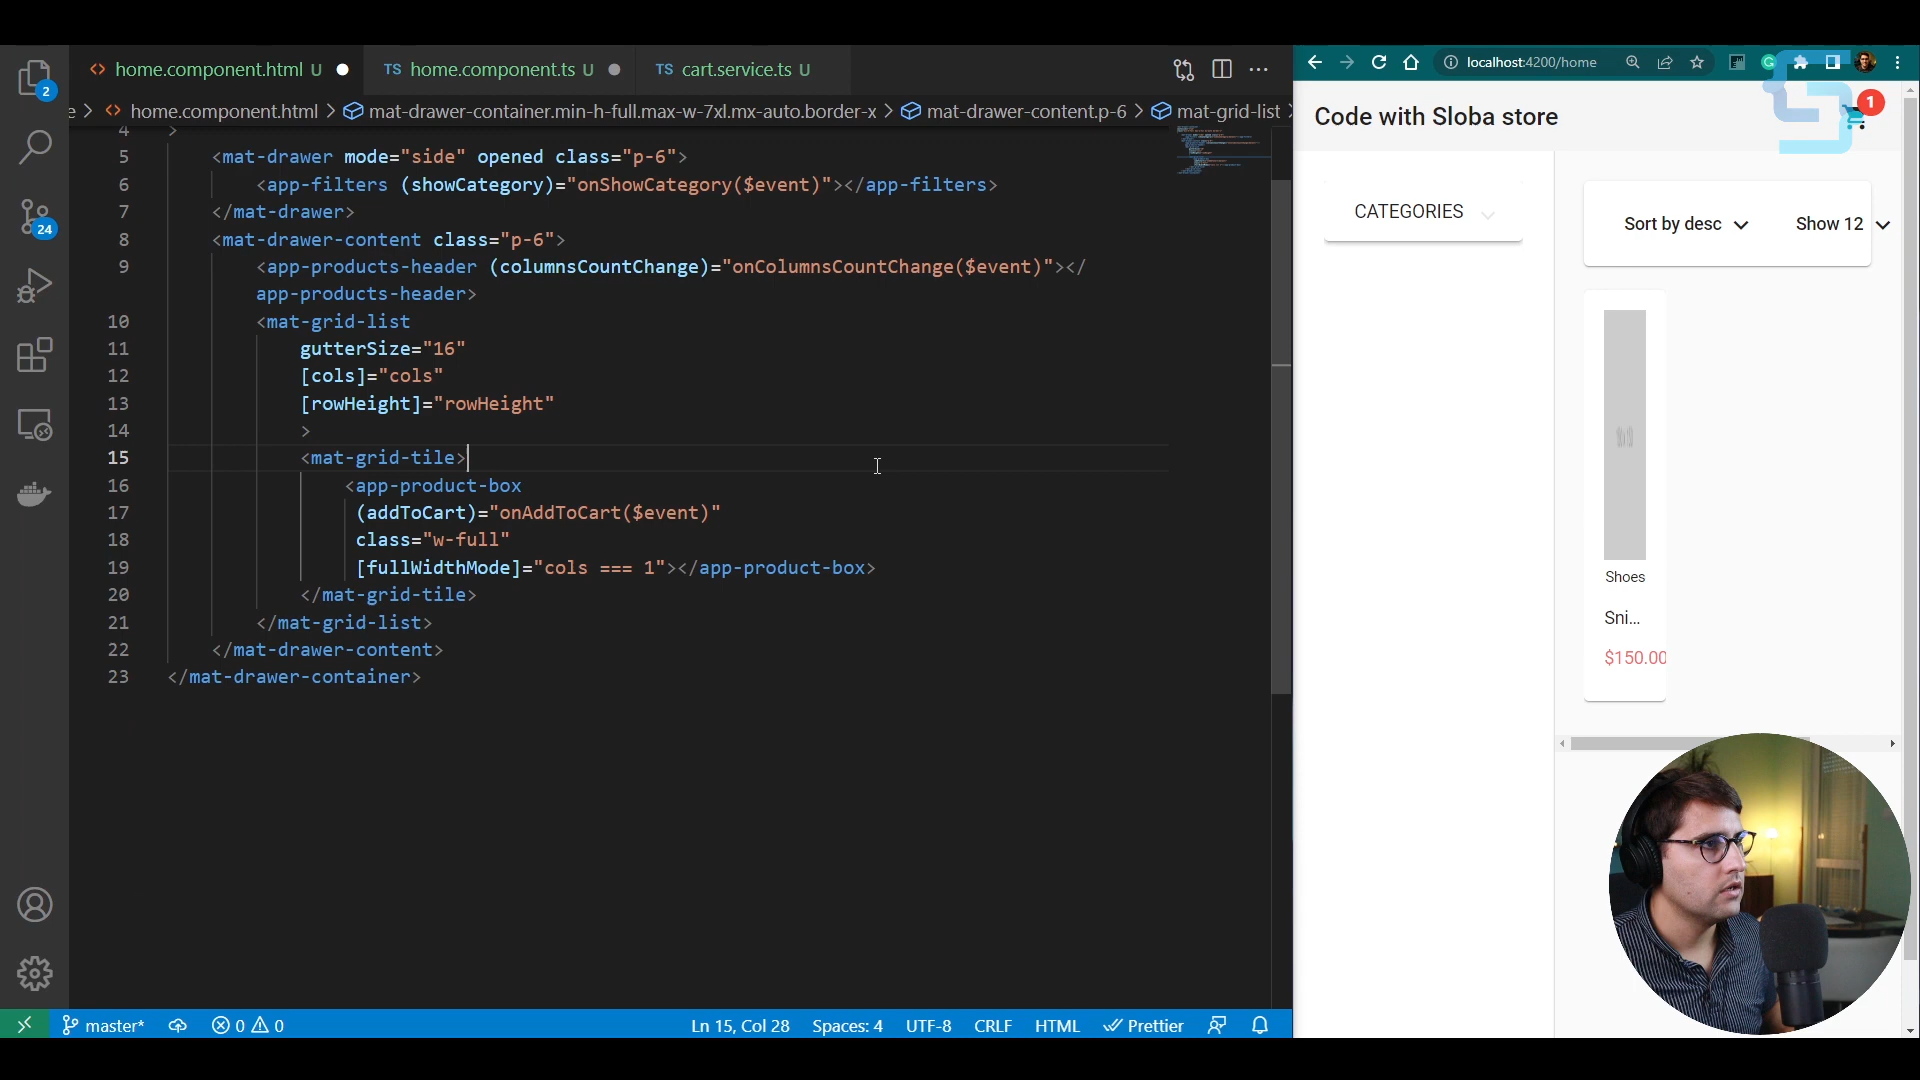 home.component.html U
TS home.component.ts U
TS cart.service.ts U
e > home.component.html > mat-drawer-container.min-h-full.max-w-7xl.mx-auto.border-x > mat-drawer-content.p-6 > mat-grid-list
4 >
5 <mat-drawer mode="side" opened class="p-6">
6 <app-filters (showCategory)="onShowCategory($event)"></app-filters>
7 </mat-drawer>
8 <mat-drawer-content class="p-6">
9 <app-products-header (columnsCountChange)="onColumnsCountChange($event)"></
app-products-header>
10 <mat-grid-list
11 gutterSize="16"
12 [cols]="cols"
13 [rowHeight]="rowHeight"
14 >
15 <mat-grid-tile>
16 <app-product-box
17 (addToCart)="onAddToCart($event)"
18 class="w-full"
19 [fullWidthMode]="cols === 1"></app-product-box>
20 </mat-grid-tile>
21 </mat-grid-list>
22 </mat-drawer-content>
23 </mat-drawer-container>
2
24
master*
0 0
Ln 15, Col 28
Spaces: 4
UTF-8
CRLF
HTML
Prettier
localhost:4200/home
Code with Sloba store
1
CATEGORIES
Sort by desc
Show 12
Shoes
Sni...
$150.00